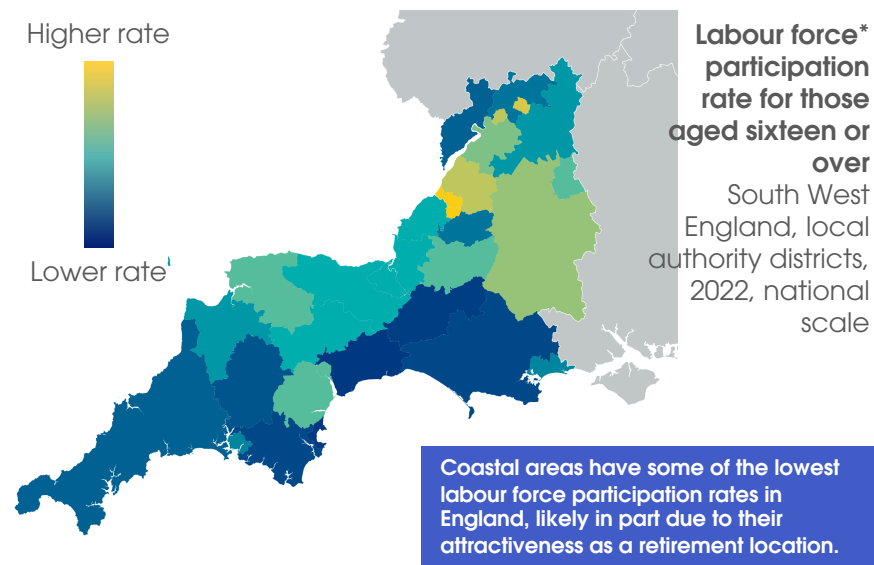 Higher rate
Lower rate
Labour force*
participation
rate for those
aged sixteen or
over
South West
England, local
authority districts,
2022, national
scale
Coastal areas have some of the lowest
labour force participation rates in
England, likely in part due to their
attractiveness as a retirement location.